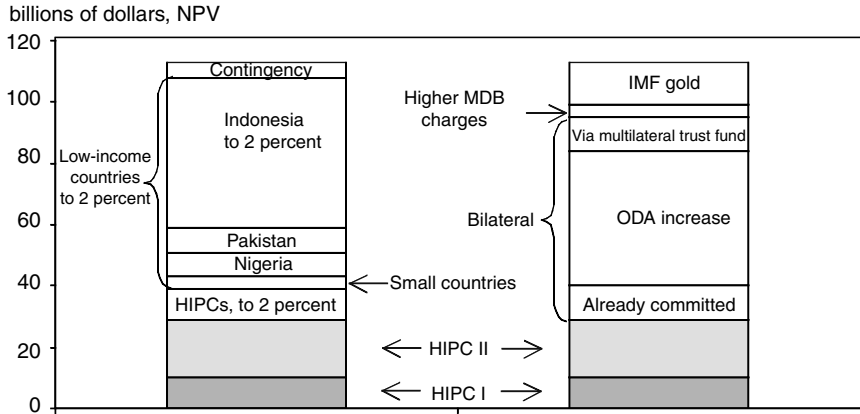 billions of dollars, NPV
120
100
80
60
40
20
0
Contingency
Indonesia
to 2 percent
Low-income
countries
to 2 percent
Pakistan
Nigeria
Small countries
HIPCs, to 2 percent
HIPC II
HIPC I
IMF gold
Higher MDB
charges
Via multilateral trust fund
Bilateral
ODA increase
Already committed